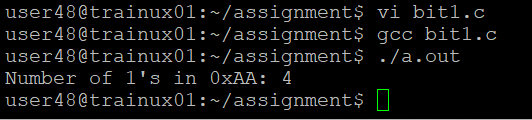 user48@trainux01:~/assignment$ vi bit1.c
user48@trainux01:~/assignment$ gcc bit1.c
user48@trainux01:~/assignment$ ./a.out
Number of 1's in 0xAA: 4
user48@trainux01:~/assignment$